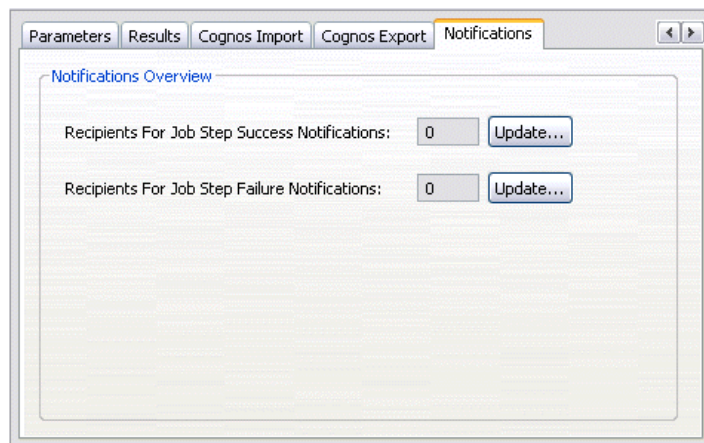 Parameters Results Cognos Import Cognos Export Notifications
Notifications Overview
Recipients For Job Step Success Notifications: 0 Update...
Recipients For Job Step Failure Notifications: 0 Update...